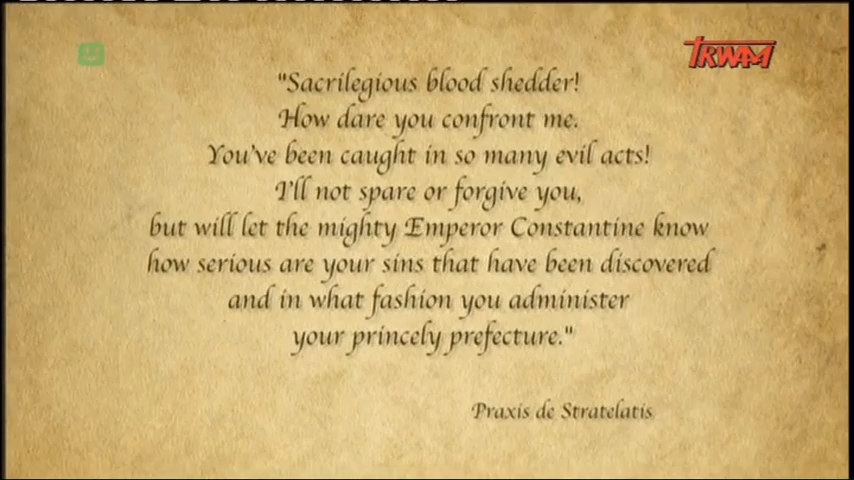 TRWAM
"Sacrilegious blood shedder!
How dare you confront me.
You've been caught in so many evil acts!
I'll not spare or forgive you,
but will let the mighty Emperor Constantine know
how serious are your sins that have been discovered
and in what fashion you administer
your princely prefecture."
Praxis de Stratelatis